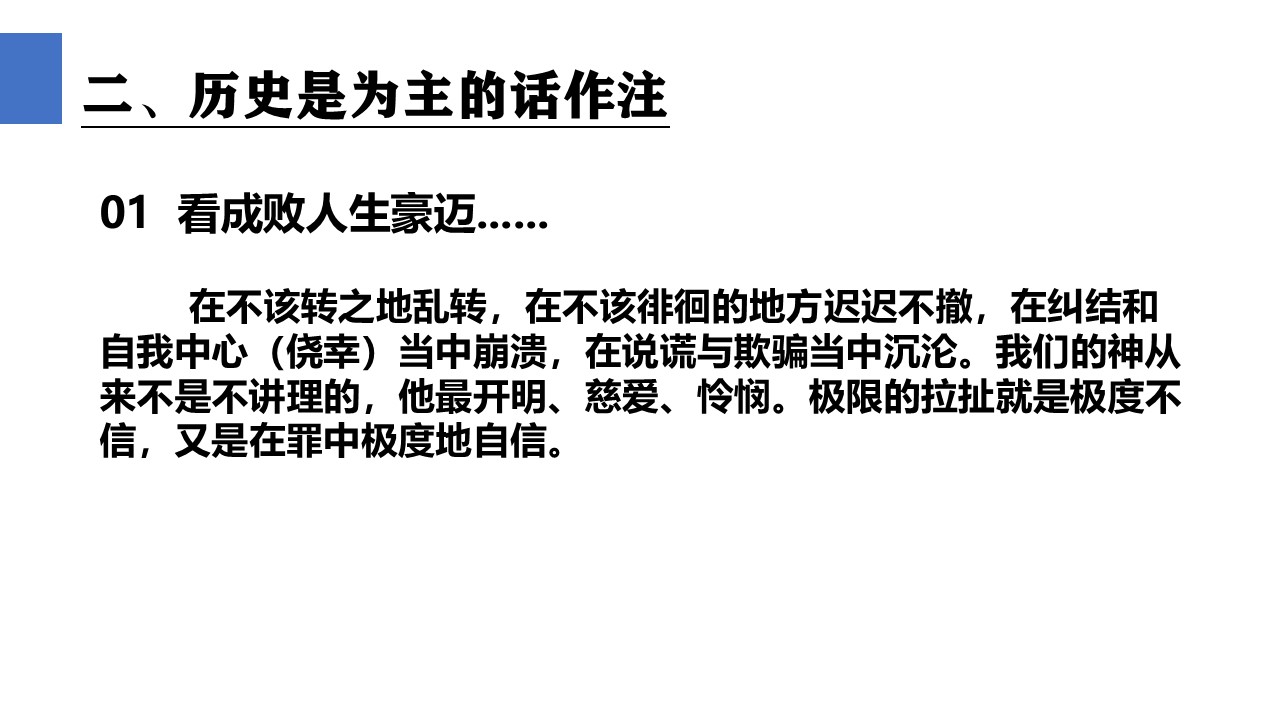 二、历史是为主的话作注
01 看成败人生豪迈……
在不该转之地乱转，在不该徘徊的地方迟迟不撤，在纠结和
自我中心（侥幸）当中崩溃，在说谎与欺骗当中沉沦。我们的神从
来不是不讲理的，他最开明、慈爱、怜悯。极限的拉扯就是极度不
信，又是在罪中极度地自信。